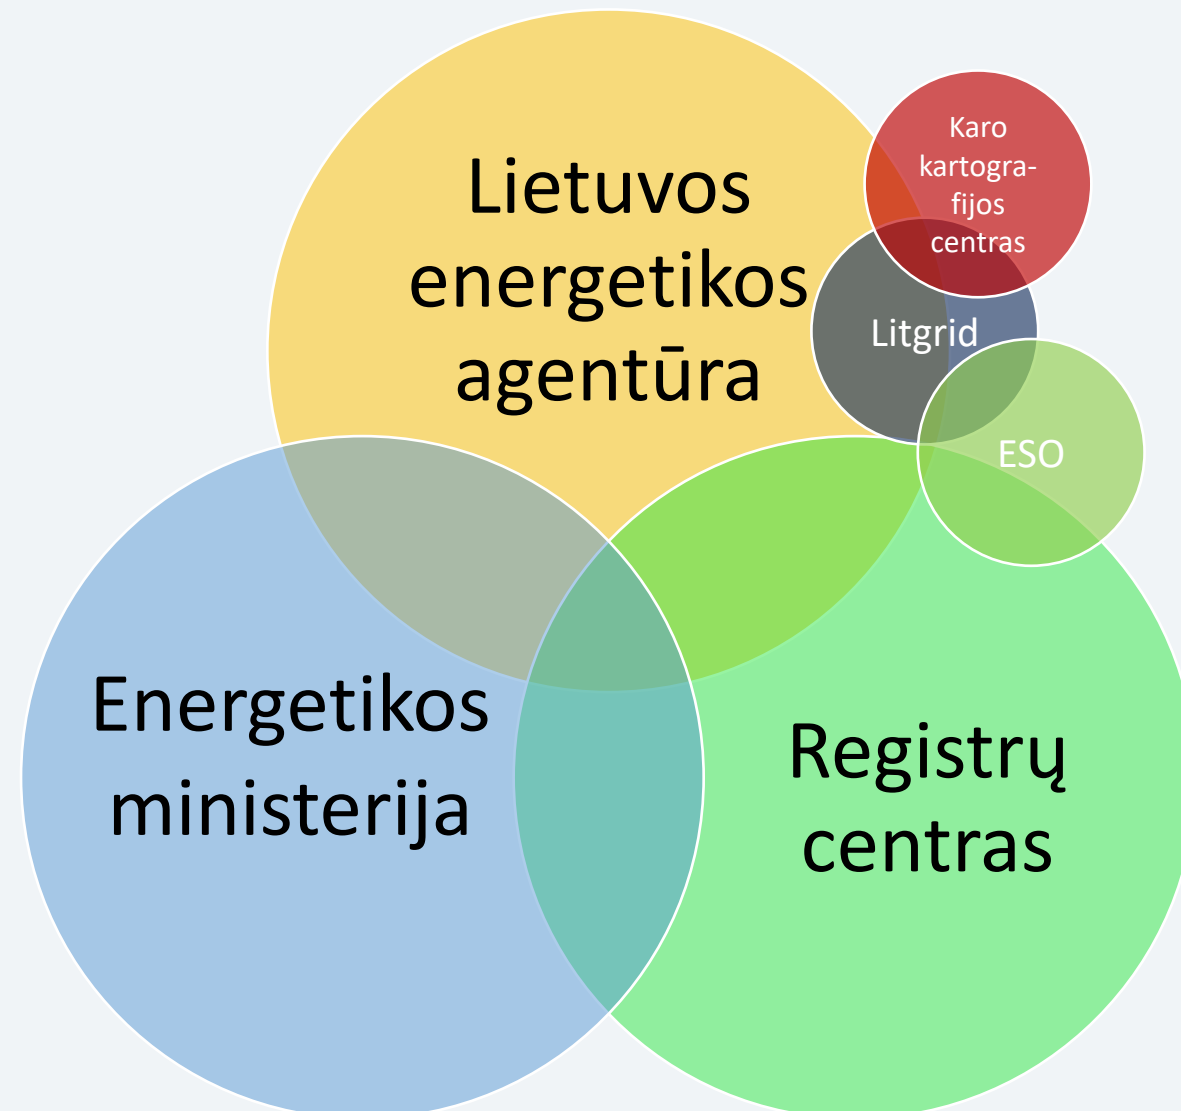 Lietuvos
energetikos
agentūra
Karo
kartogra-
fijos
centras
Litgrid
ESO
Energetikos
ministerija
Registrų
centras